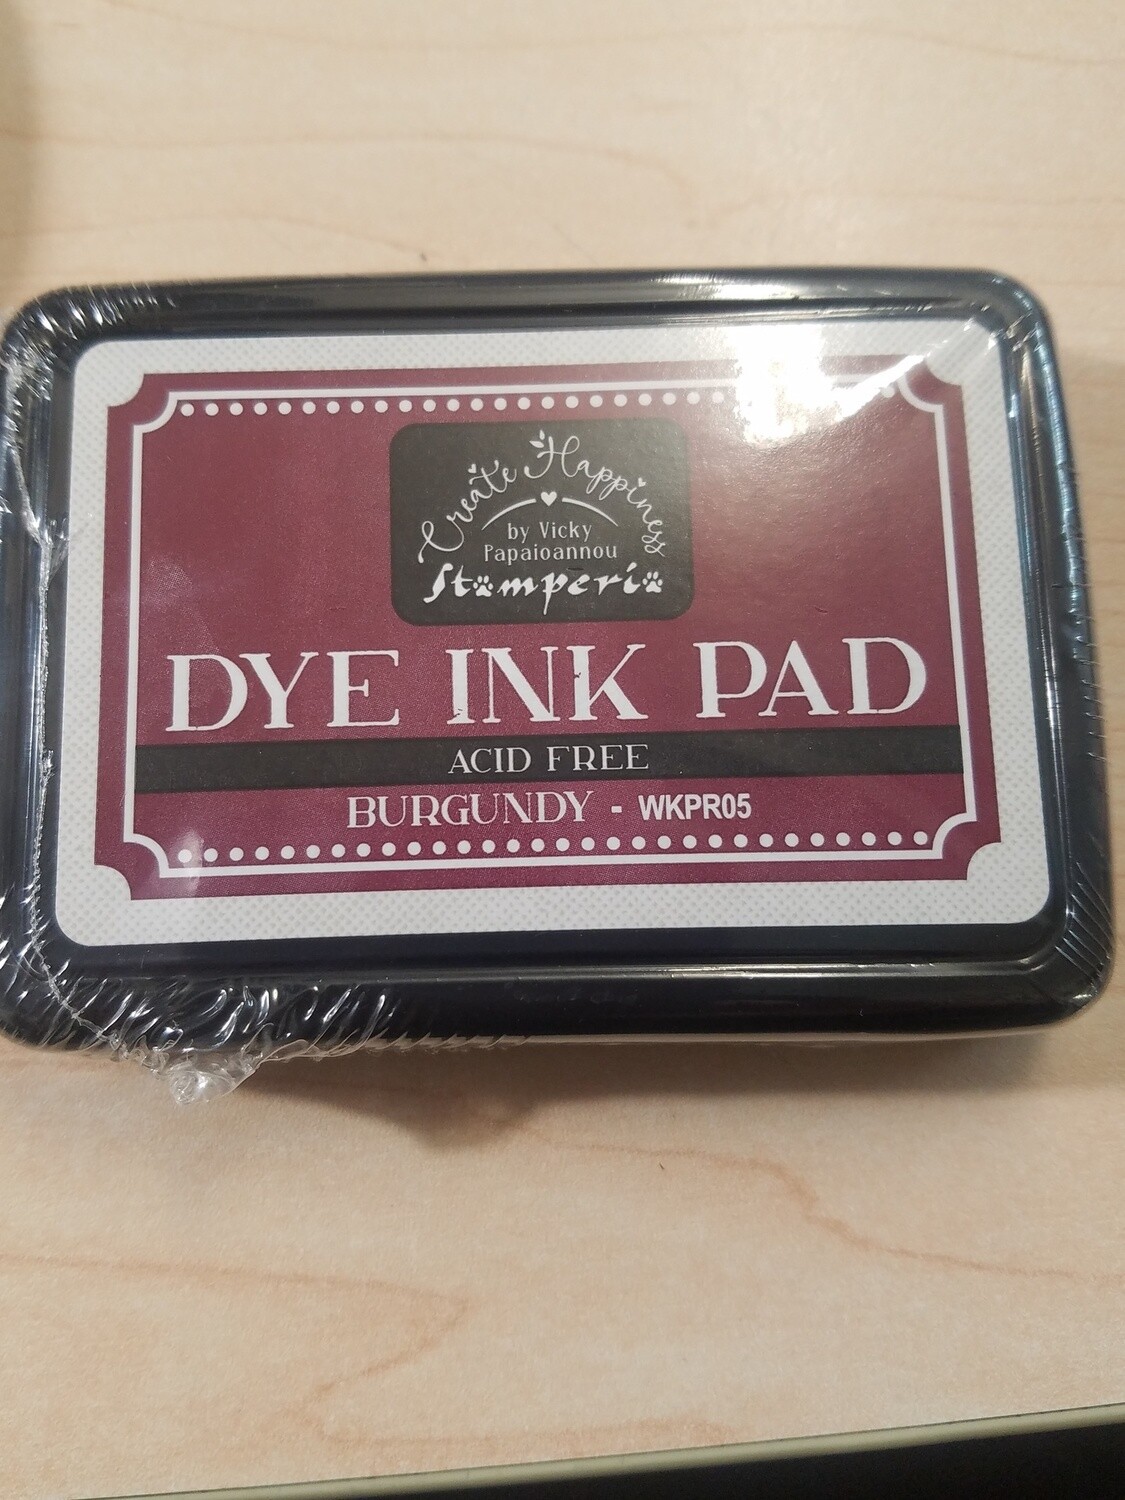 Create Happiness
by Vicky
Papaioannou
Stamperia
DYE INK PAD
ACID FREE
BURGUNDY - WKPR05